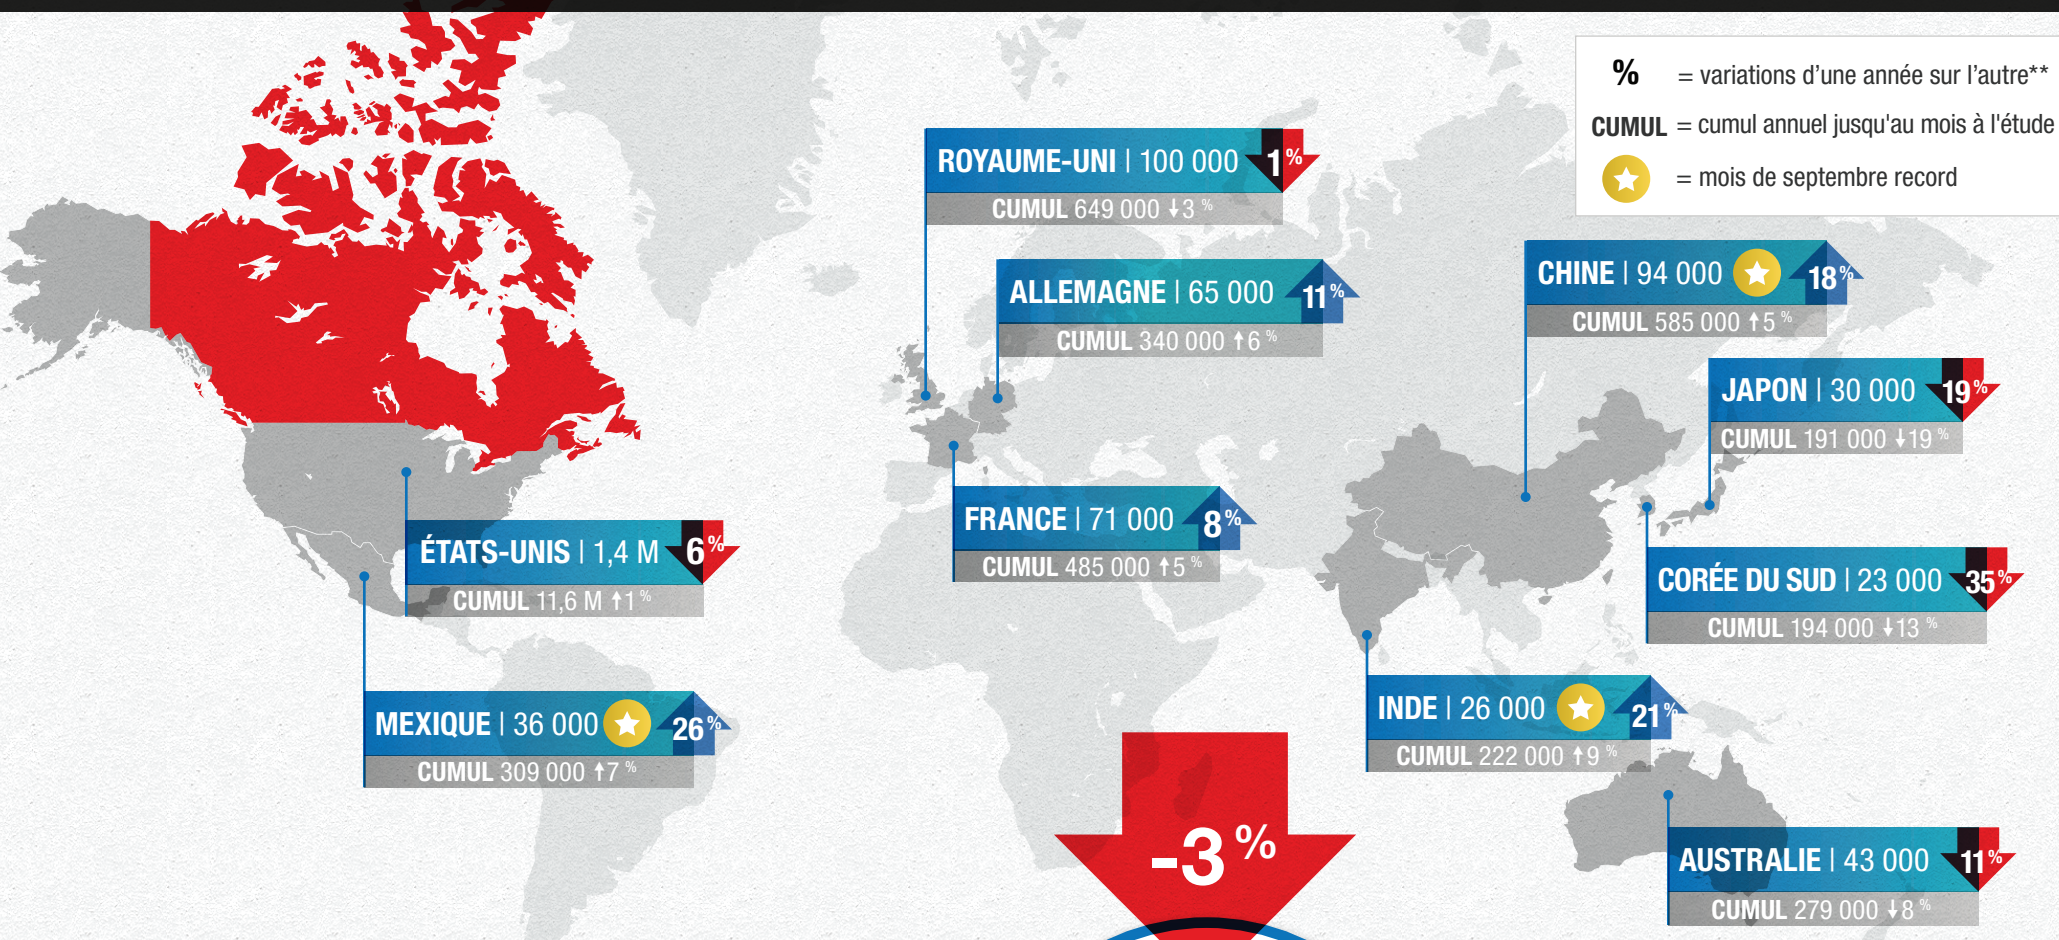 % = variations d’une année sur l’autre**
CUMUL = cumul annuel jusqu'au mois à l'étude
= mois de septembre record
ROYAUME-UNI | 100 000 1 %
CUMUL 649 000 ↓3 %
ALLEMAGNE | 65 000 11 %
CUMUL 340 000 ↑6 %
CHINE | 94 000 18 %
CUMUL 585 000 ↑5 %
JAPON | 30 000 19 %
CUMUL 191 000 ↓19 %
FRANCE | 71 000 8 %
CUMUL 485 000 ↑5 %
ÉTATS-UNIS | 1,4 M 6 %
CUMUL 11,6 M ↑1 %
CORÉE DU SUD | 23 000 35 %
CUMUL 194 000 ↓13 %
MEXIQUE | 36 000 26 %
CUMUL 309 000 ↑7 %
INDE | 26 000 21 %
CUMUL 222 000 ↑9 %
-3 %
AUSTRALIE | 43 000 11 %
CUMUL 279 000 ↓8 %